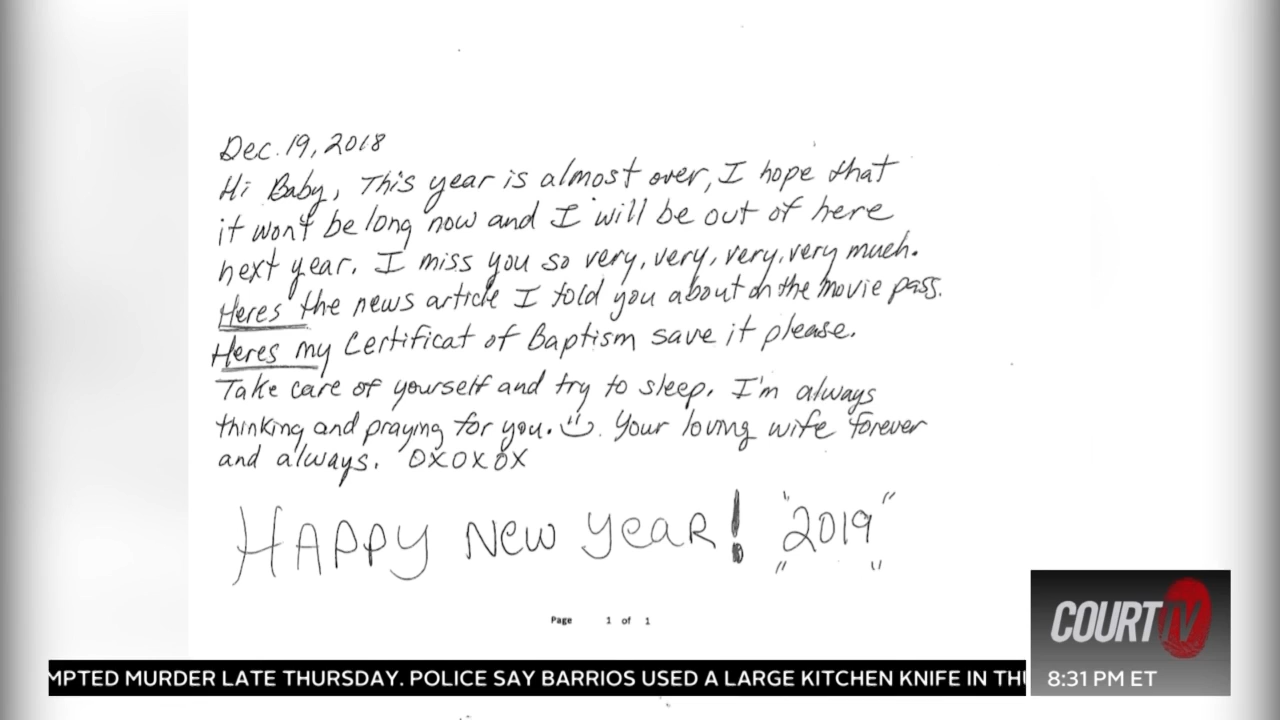 Dec. 19, 2018
Hi Baby, This year is almost over, I hope that
it won't be long now and I will be out of here
next year. I miss you so very, very, very, very much.
Heres the news article I told you about on the movie pass.
Heres my Certificat of Baptism save it please.
Take care of yourself and try to sleep. I'm always
thinking and praying for you. Your loving wife forever
and always. OXOXOX
HAPPY New Year! "2019"
Page 1 of 1
COURT TV
MPTED MURDER LATE THURSDAY. POLICE SAY BARRIOS USED A LARGE KITCHEN KNIFE IN TH
8:31 PM ET